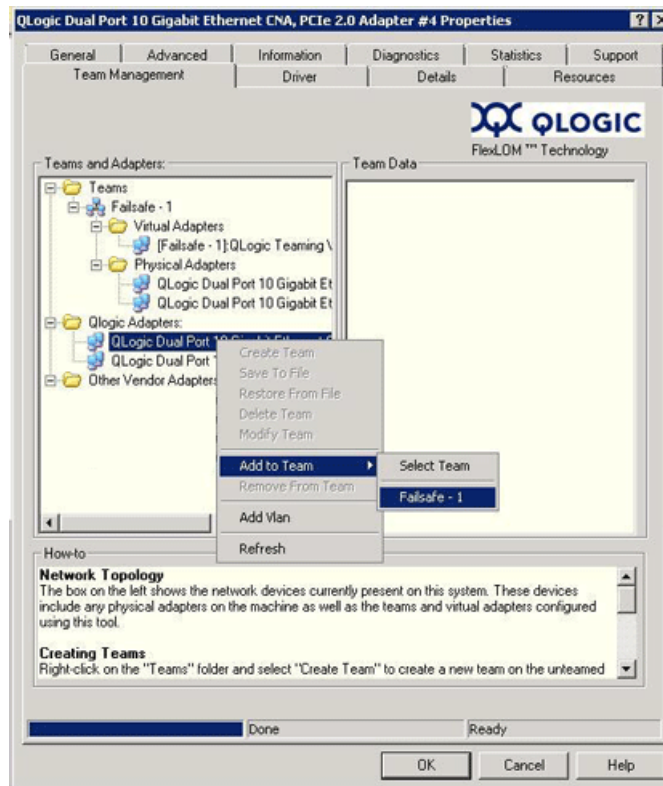 QLogic Dual Port 10 Gigabit Ethernet CNA, PCIe 2.0 Adapter #4 Properties
General
Advanced
Information
Diagnostics
Statistics
Support
Team Management
Driver
Details
Resources
QLOGIC
FlexLOM ™ Technology
Teams and Adapters:
Team Data
Teams
Failsafe - 1
Virtual Adapters
[Failsafe - 1]:QLogic Teaming V
Physical Adapters
QLogic Dual Port 10 Gigabit Et
QLogic Dual Port 10 Gigabit Et
Qlogic Adapters:
QLogic Dual Port 10 Gigabit Ethernet
QLogic Dual Port
Other Vendor Adapters
Create Team
Save To File
Restore From File
Delete Team
Modify Team
Add to Team
Remove From Team
Add Vlan
Refresh
Select Team
Failsafe - 1
How-to
Network Topology
The box on the left shows the network devices currently present on this system. These devices
include any physical adapters on the machine as well as the teams and virtual adapters configured
using this tool.
Creating Teams
Right-click on the "Teams" folder and select "Create Team" to create a new team on the unteamed
Done
Ready
OK
Cancel
Help